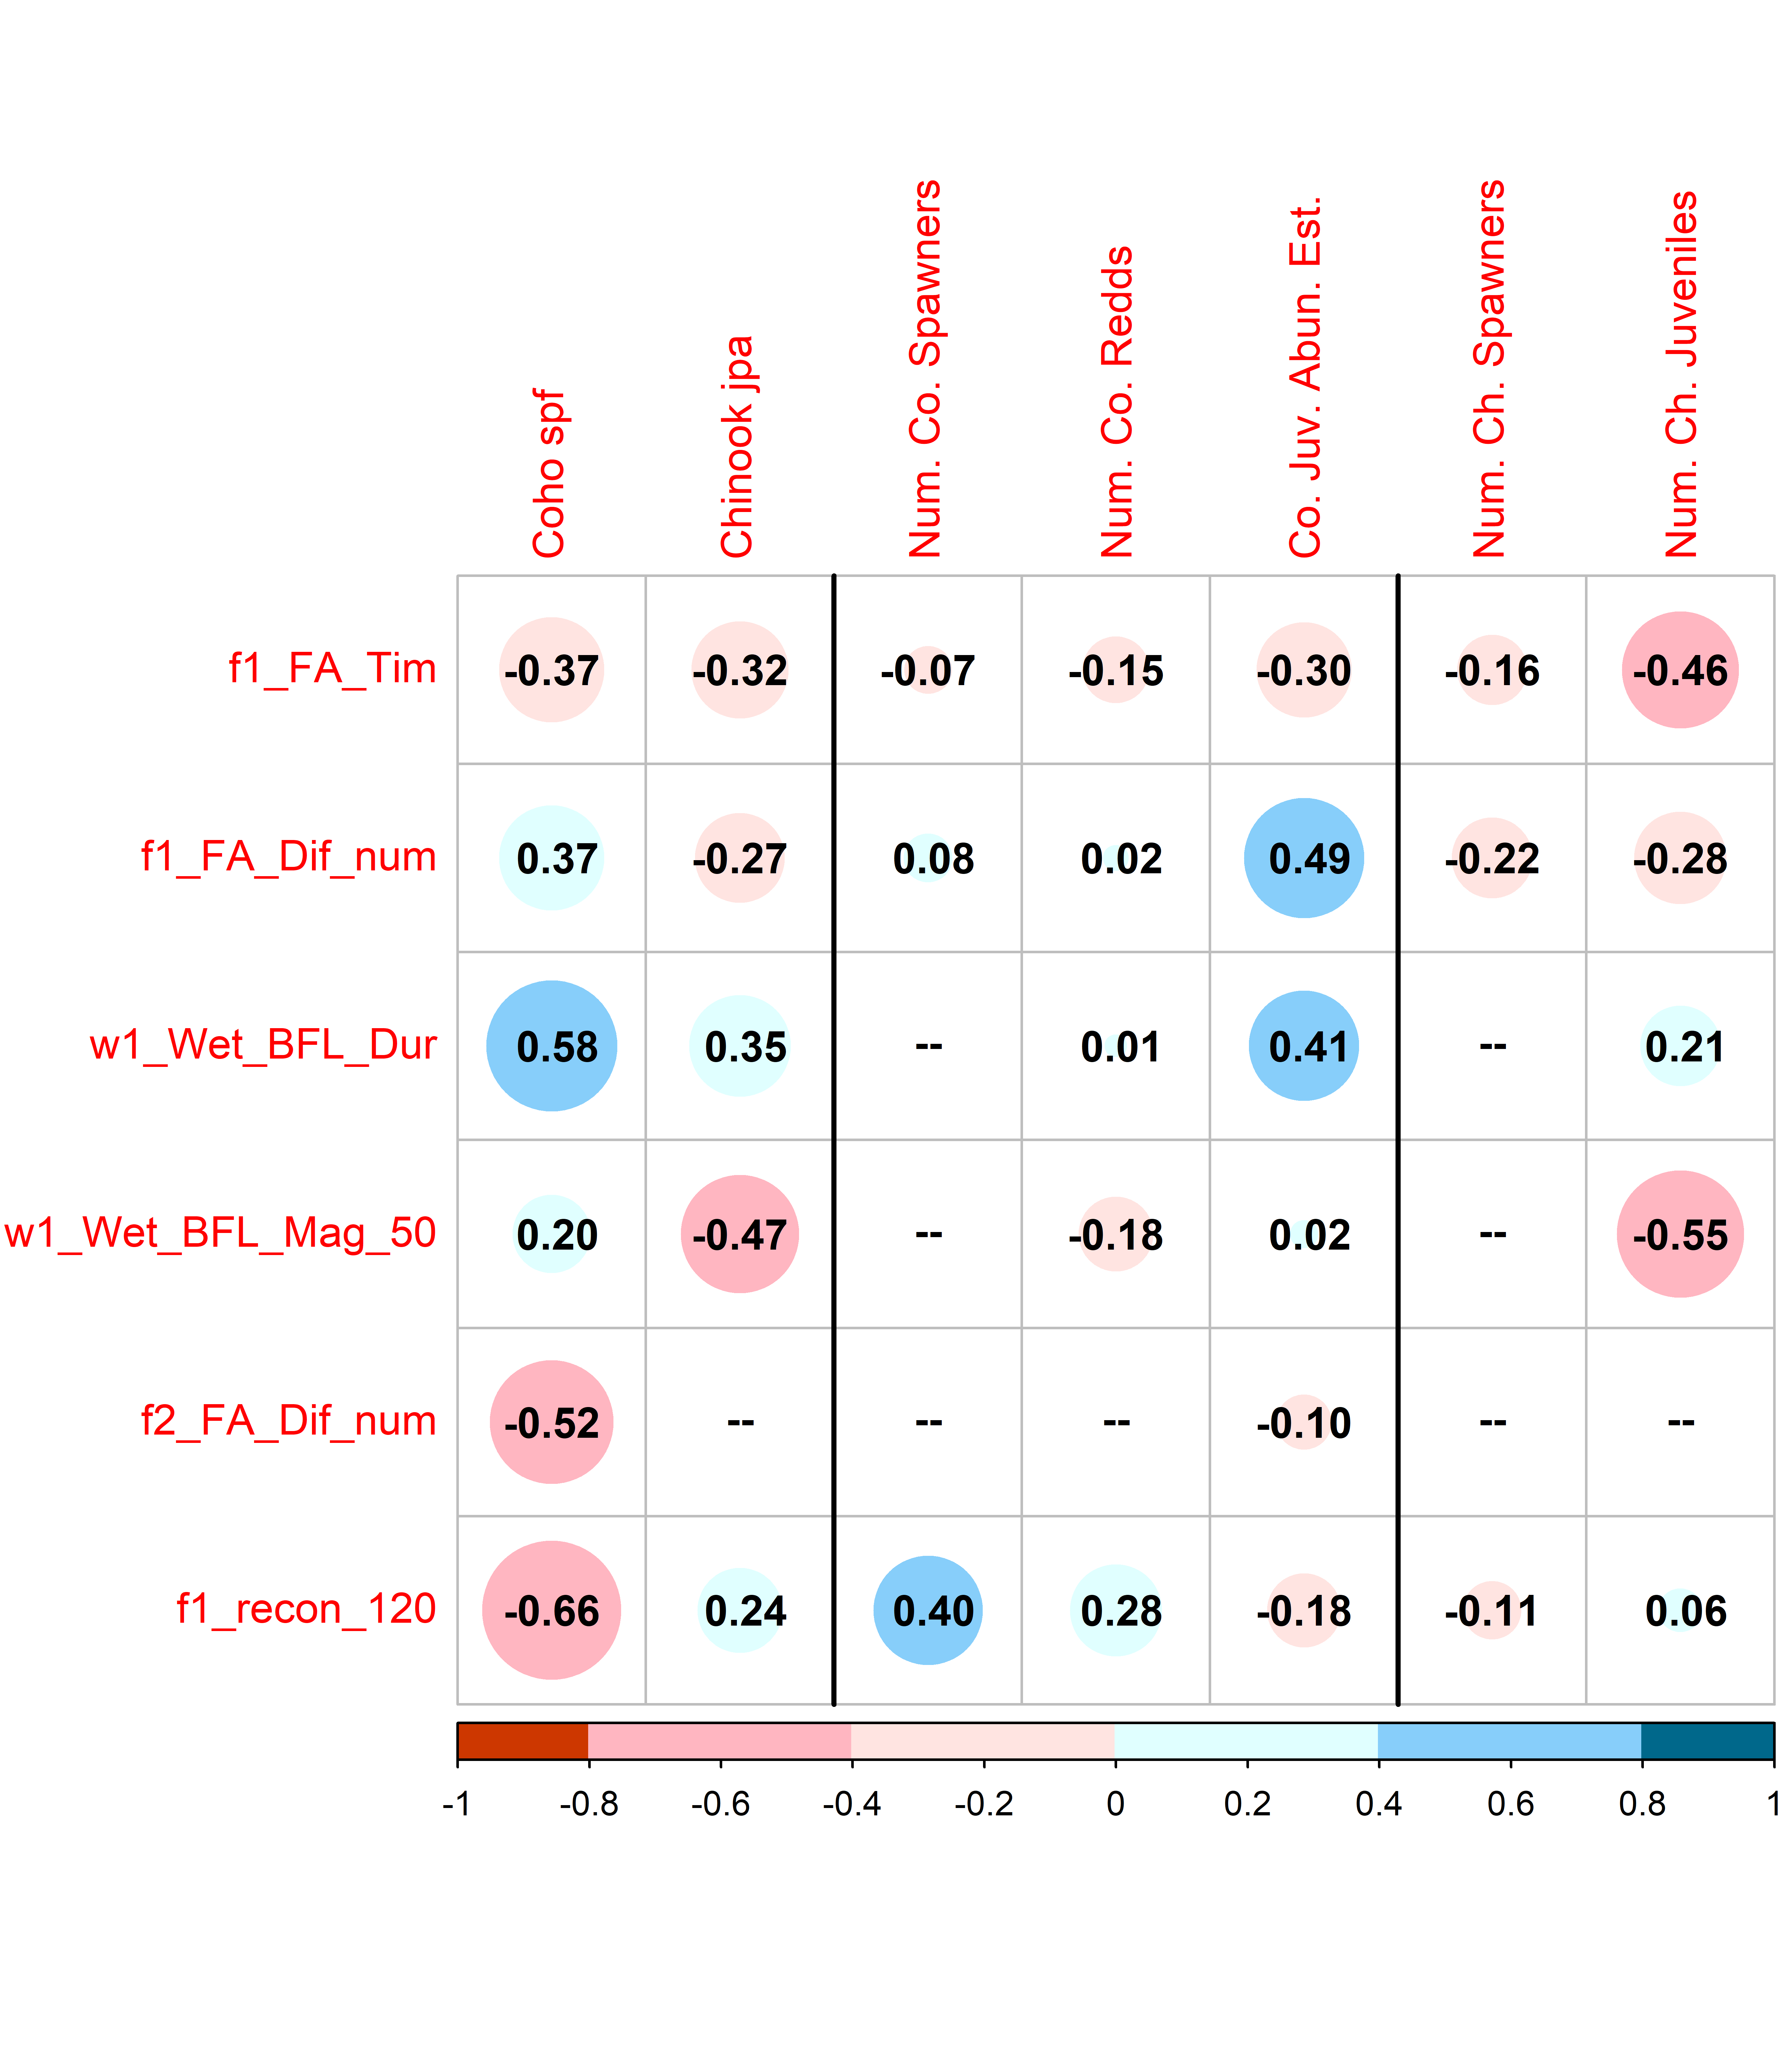 Coho spf
Chinook jpa
Num. Co. Spawners
Num. Co. Redds
Co. Juv. Abun. Est.
Num. Ch. Spawners
Num. Ch. Juveniles
f1_FA_Tim -0.37 -0.32 -0.07 -0.15 -0.30 -0.16 -0.46
f1_FA_Dif_num 0.37 -0.27 0.08 0.02 0.49 -0.22 -0.28
w1_Wet_BFL_Dur 0.58 0.35 -- 0.01 0.41 -- 0.21
w1_Wet_BFL_Mag_50 0.20 -0.47 -- -0.18 0.02 -- -0.55
f2_FA_Dif_num -0.52 -- -- -- -0.10 -- --
f1_recon_120 -0.66 0.24 0.40 0.28 -0.18 -0.11 0.06
-1 -0.8 -0.6 -0.4 -0.2 0 0.2 0.4 0.6 0.8 1